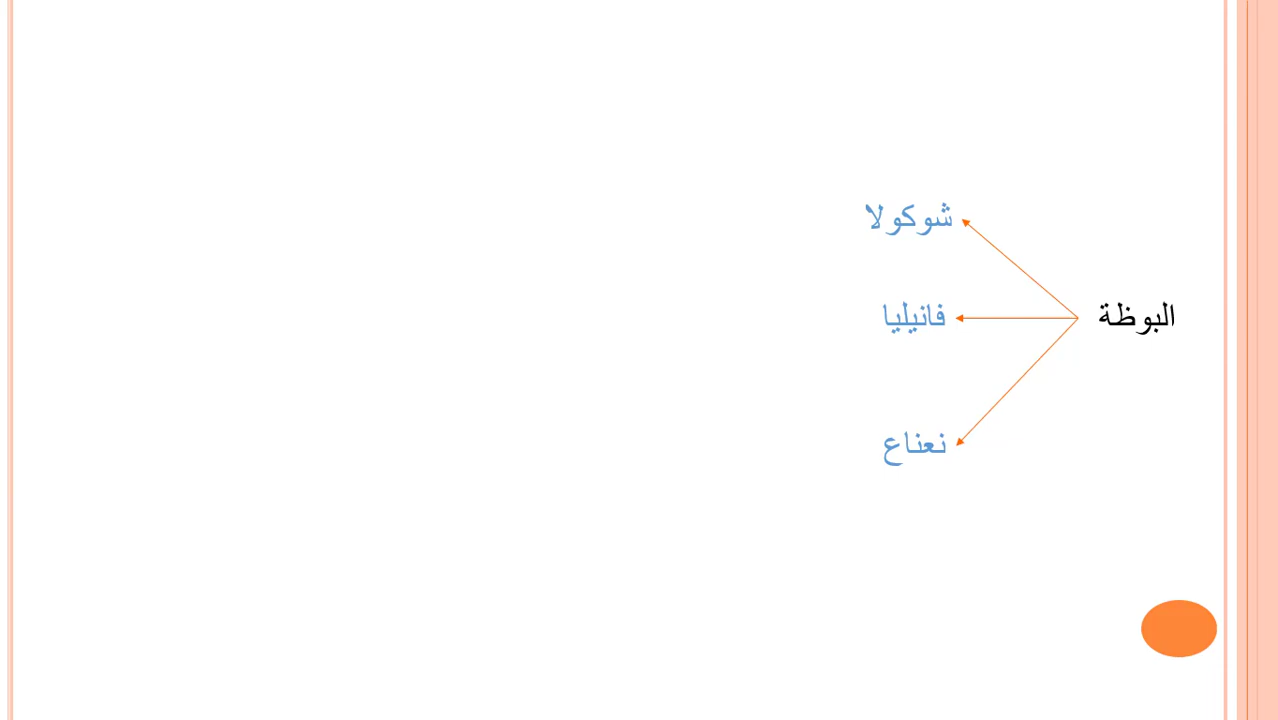 شوكولا
البوظة
فانيليا
نعناع